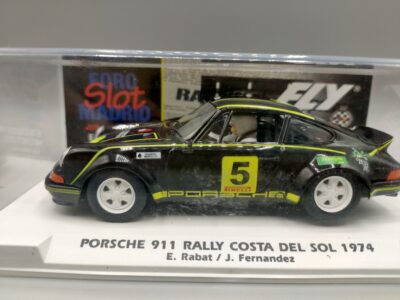 FORO
Slot
MADRID
FLY
5
PIRELLI
PORSCHE
PORSCHE 911 RALLY COSTA DEL SOL 1974
E. Rabat / J. Fernandez